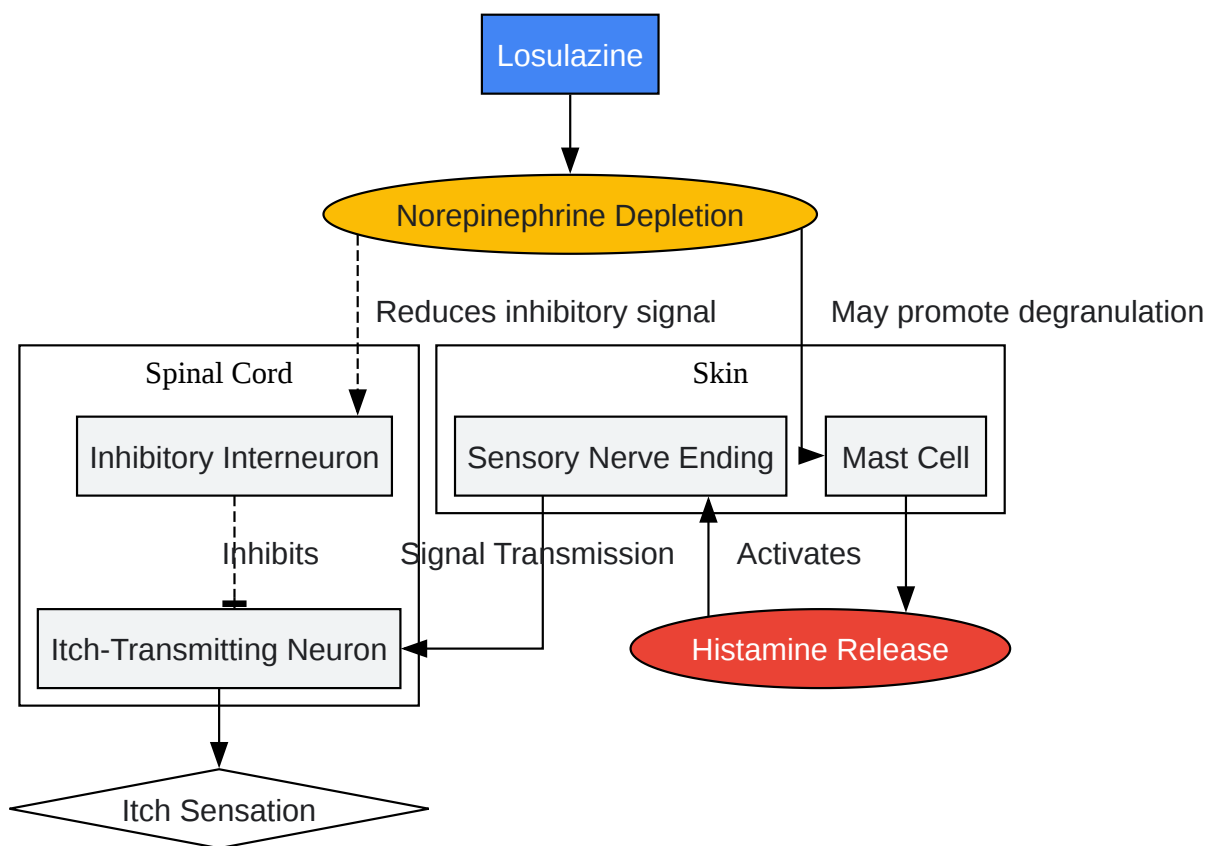 Losulazine
Norepinephrine Depletion
Reduces inhibitory signal
May promote degranulation
Spinal Cord
Skin
Inhibitory Interneuron
Sensory Nerve Ending
Mast Cell
Inhibits
Signal Transmission
Activates
Itch-Transmitting Neuron
Histamine Release
Itch Sensation